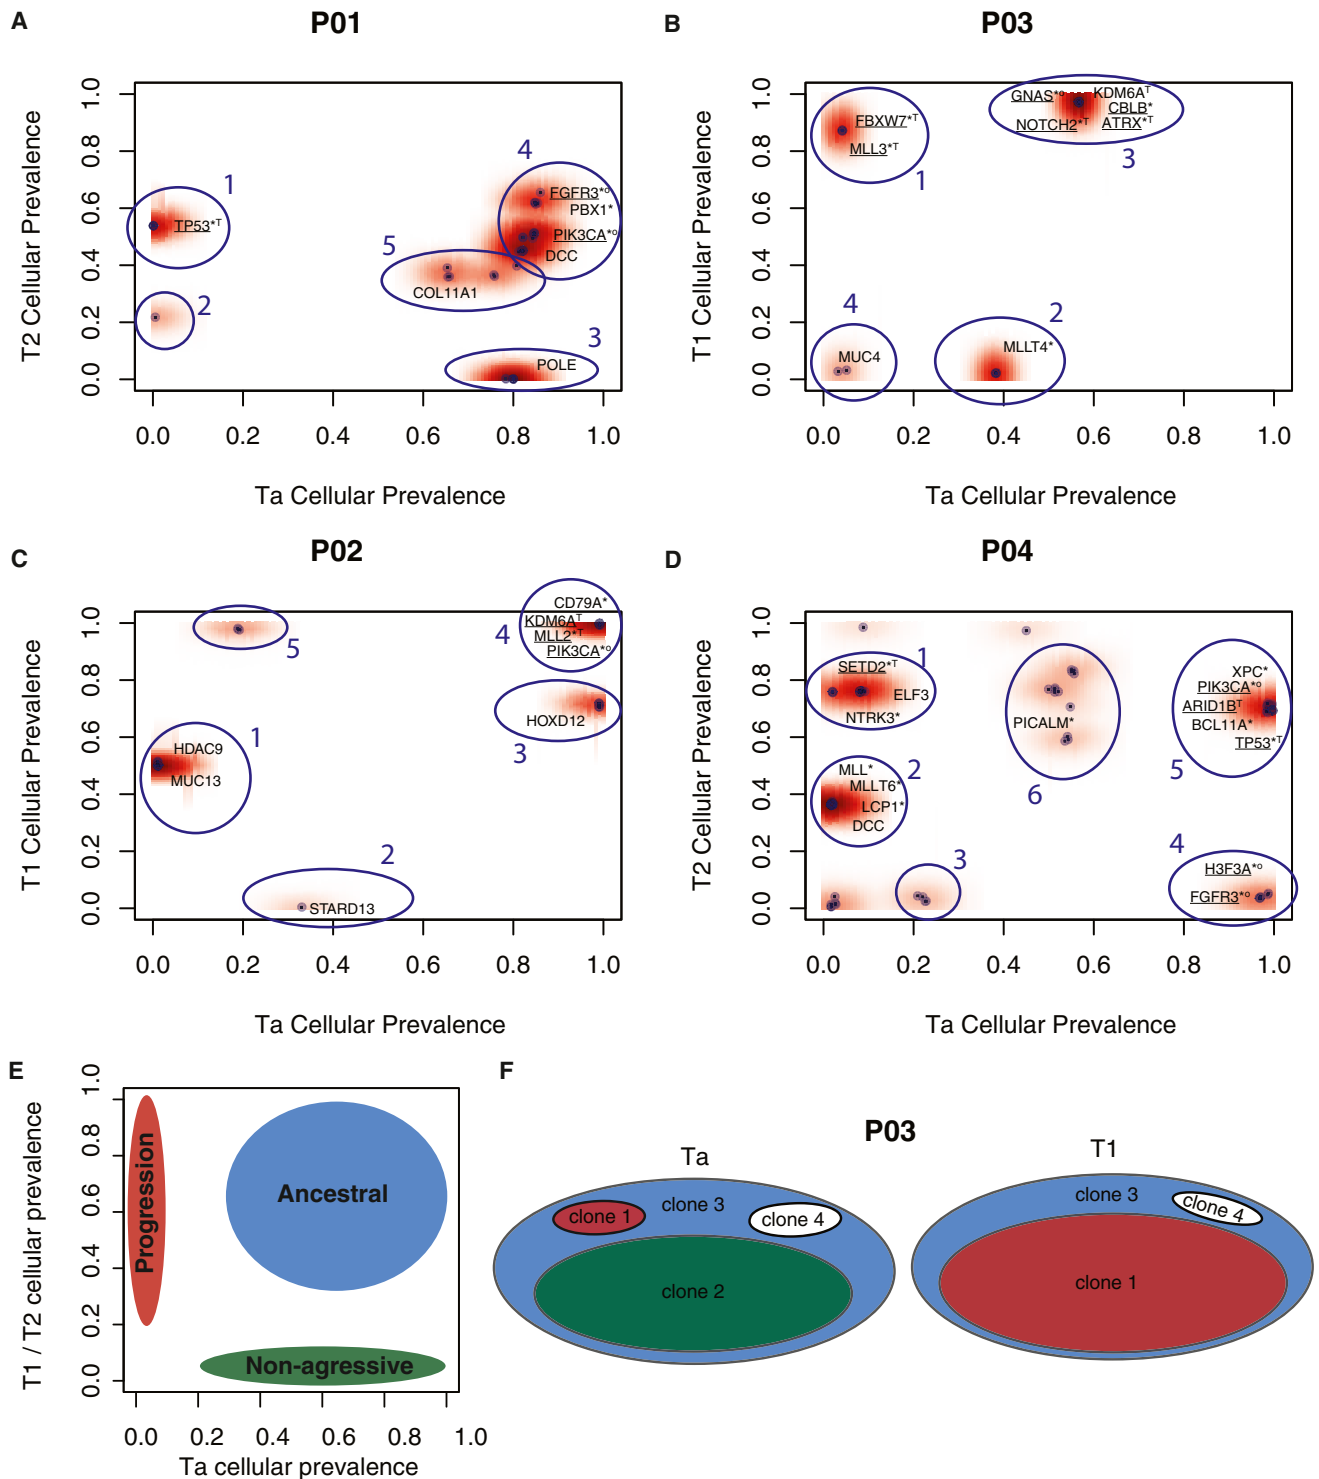 A
P01
T2 Cellular Prevalence
1.0
0.8
0.6
0.4
0.2
0.0
1
TP53*T
2
4
FGFR3*o
PBX1*
PIK3CA*o
DCC
5
COL11A1
3
POLE
0.0 0.2 0.4 0.6 0.8 1.0
Ta Cellular Prevalence
B
P03
T1 Cellular Prevalence
1.0
0.8
0.6
0.4
0.2
0.0
FBXW7*T
MLL3*T
1
GNAS*o KDM6AT
CBLB*
NOTCH2*T ATRX*T
3
4
MUC4
2
MLLT4*
0.0 0.2 0.4 0.6 0.8 1.0
Ta Cellular Prevalence
C
P02
T1 Cellular Prevalence
1.0
0.8
0.6
0.4
0.2
0.0
5
CD79A*
4 KDM6AT
MLL2*T
PIK3CA*o
HOXD12
3
1
HDAC9
MUC13
2
STARD13
0.0 0.2 0.4 0.6 0.8 1.0
Ta Cellular Prevalence
D
P04
T2 Cellular Prevalence
1.0
0.8
0.6
0.4
0.2
0.0
1
SETD2*T
ELF3
NTRK3*
2
MLL*
MLLT6*
LCP1*
DCC
3
PICALM*
6
XPC*
PIK3CA*o
ARID1BT
BCL11A*
TP53*T
5
4
H3F3A*o
FGFR3*o
0.0 0.2 0.4 0.6 0.8 1.0
Ta Cellular Prevalence
E
T1 / T2 cellular prevalence
1.0
0.8
0.6
0.4
0.2
0.0
Progression
Ancestral
Non-agressive
0.0 0.2 0.4 0.6 0.8 1.0
Ta cellular prevalence
F
P03
Ta
clone 1
clone 3
clone 4
clone 2
T1
clone 3
clone 4
clone 1